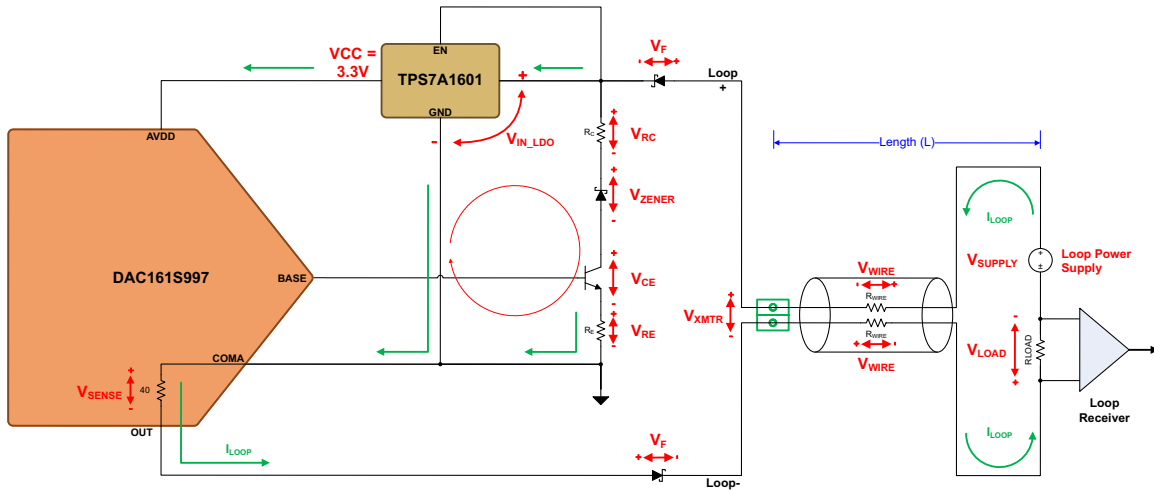 EN
VCC =
3.3V
TPS7A1601
GND
+
-
V_IN_LDO
V_F
- +
Loop
+
AVDD
R_C
+
V_RC
-
+
V_ZENER
-
DAC161S997
BASE
+
V_CE
-
R_E
+
V_RE
-
COMA
+
V_SENSE
-
40
OUT
I_LOOP
V_F
+ -
Loop-
Length (L)
I_LOOP
V_SUPPLY
+
±
Loop Power
Supply
V_WIRE
- +
R_WIRE
+
V_XMTR
-
R_WIRE
+ -
V_WIRE
-
V_LOAD
+
RLOAD
Loop
Receiver
I_LOOP